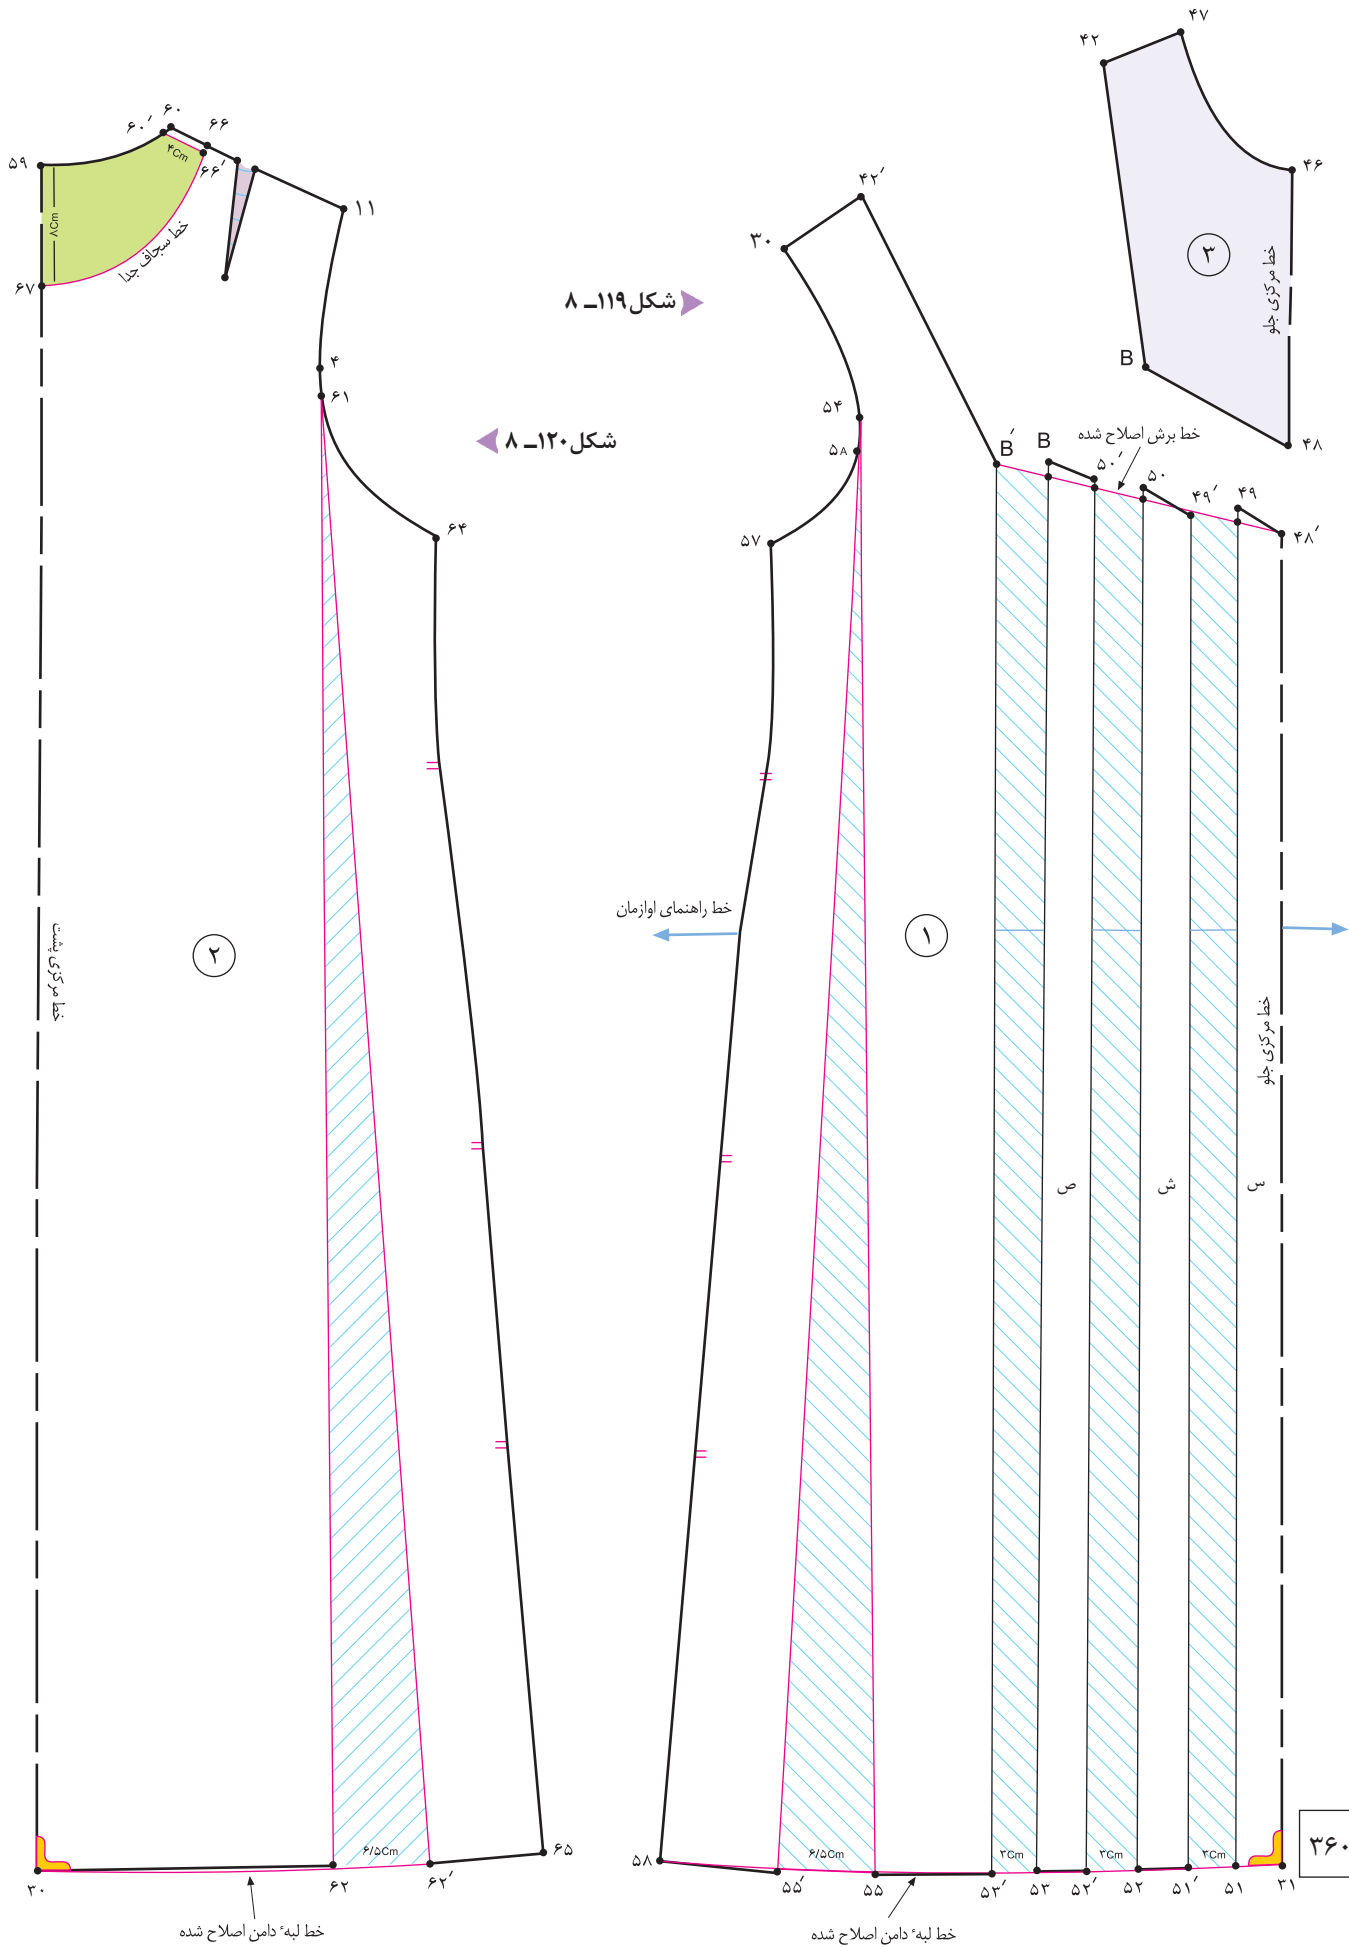 ۴۷
۴۲
۴۶
۳
خط مرکزی جلو
B
۴۸
۶۰
۶۰′
۶۶
۵۹
۴Cm
۶۶′
۸Cm
۱۱
خط سجاف جدا
۶۷
۴
۶۱
۶۴
۴۲′
۳۰
شکل ۱۱۹ــ ۸
شکل ۱۲۰ــ ۸
۵۴
۵۸
۵۷
B′
B
خط برش اصلاح شده
۵۰′
۵۰
۴۹′
۴۹
۴۸′
خط راهنمای اوازمان
۲
خط مرکزی پشت
۱
خط مرکزی جلو
ص
ش
س
۳۶۰
۶/۵Cm
۶۵
۵۸
۶/۵Cm
۳Cm
۳Cm
۳Cm
۳۰
۶۲
۶۲′
۵۵′
۵۵
۵۳′
۵۳
۵۲′
۵۲
۵۱′
۵۱
۳۱
خط لبهٔ دامن اصلاح شده
خط لبهٔ دامن اصلاح شده